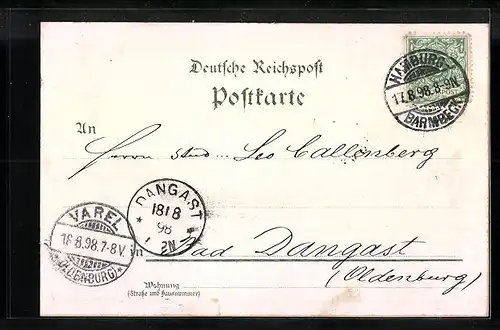 Deutsche Reichspost
Postkarte
HAMBURG
17.8.98.8-9N
BARMBECK
An
Herrn stud. Leo Callenberg
DANGAST
18 8
98
2N
VAREL
18.8.98.7-8V.
(OLDENBURG)
in Bad Dangast
(Oldenburg)
Wohnung
(Straße und Hausnummer)